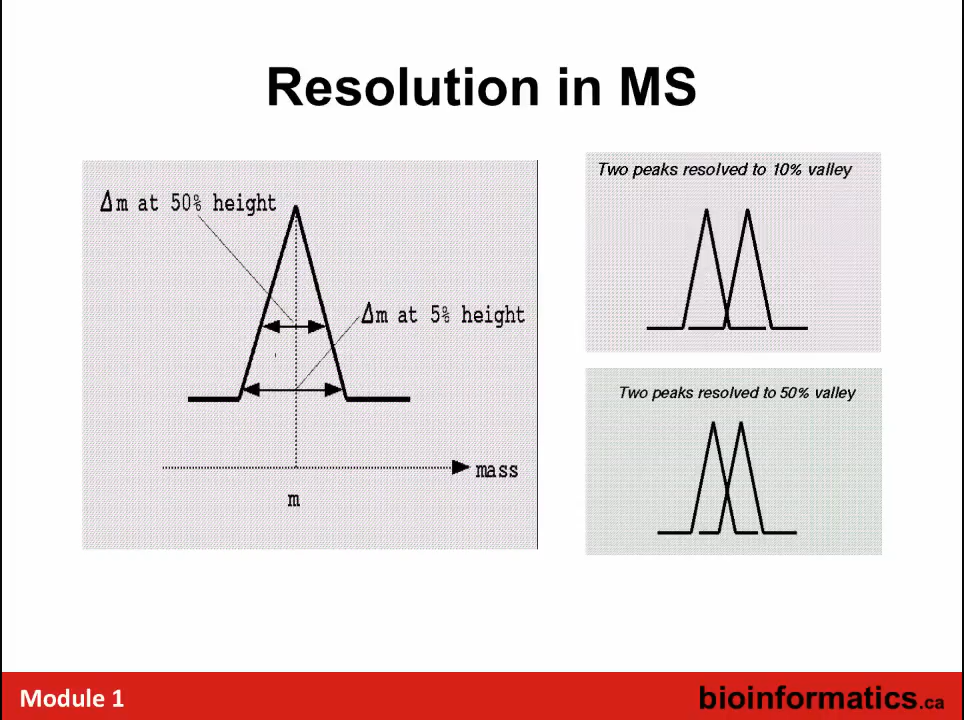 Resolution in MS
Δm at 50% height
Δm at 5% height
mass
m
Two peaks resolved to 10% valley
Two peaks resolved to 50% valley
Module 1
bioinformatics.ca